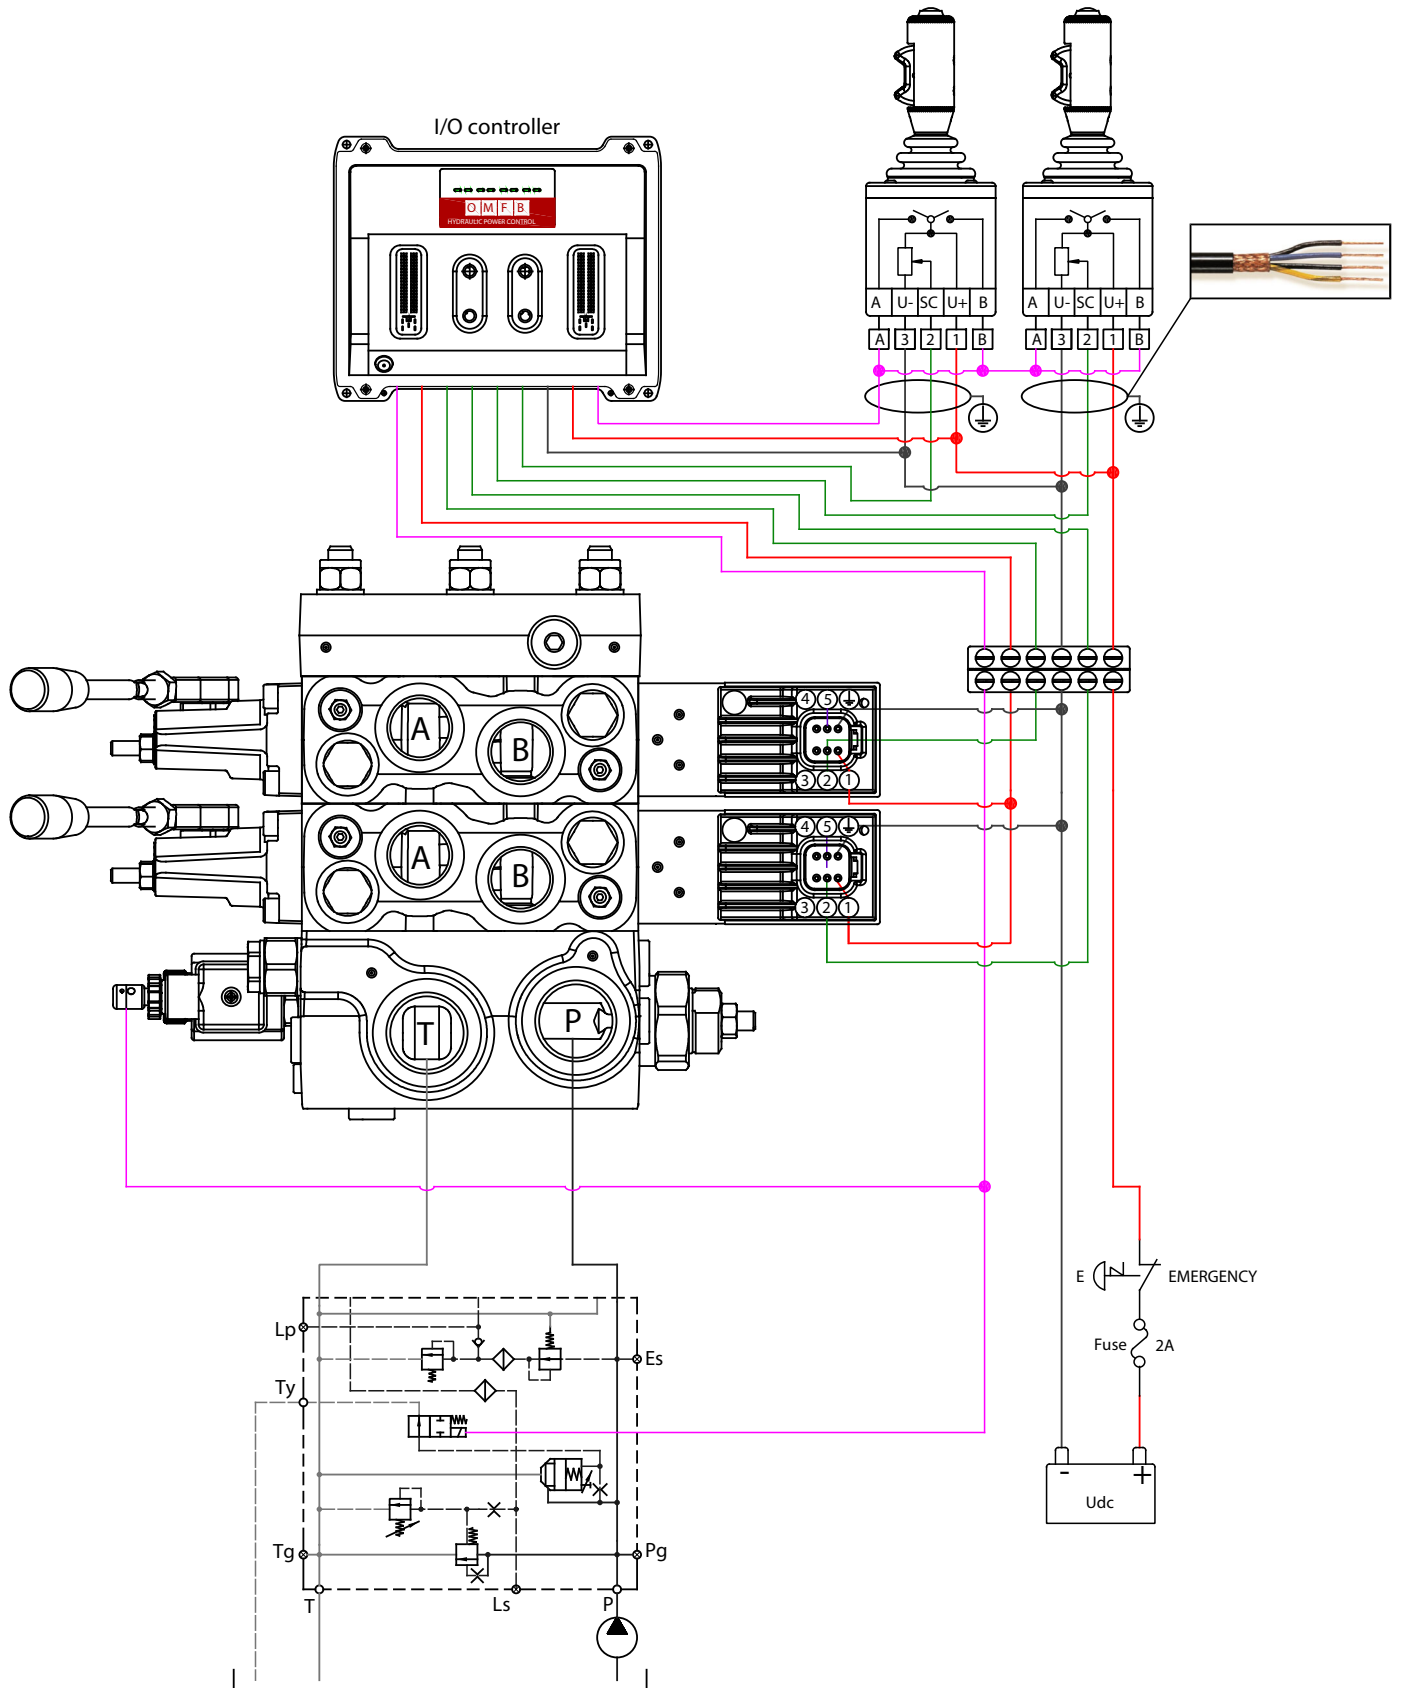 I/O controller
O M F B
HYDRAULIC POWER CONTROL
A U- SC U+ B
A U- SC U+ B
A 3 2 1 B
A 3 2 1 B
4 5
A
B
3 2 1
4 5
A
B
3 2 1
T
P
E
EMERGENCY
Fuse
2A
Lp
Es
Ty
- +
Udc
Tg
Pg
T
Ls
P